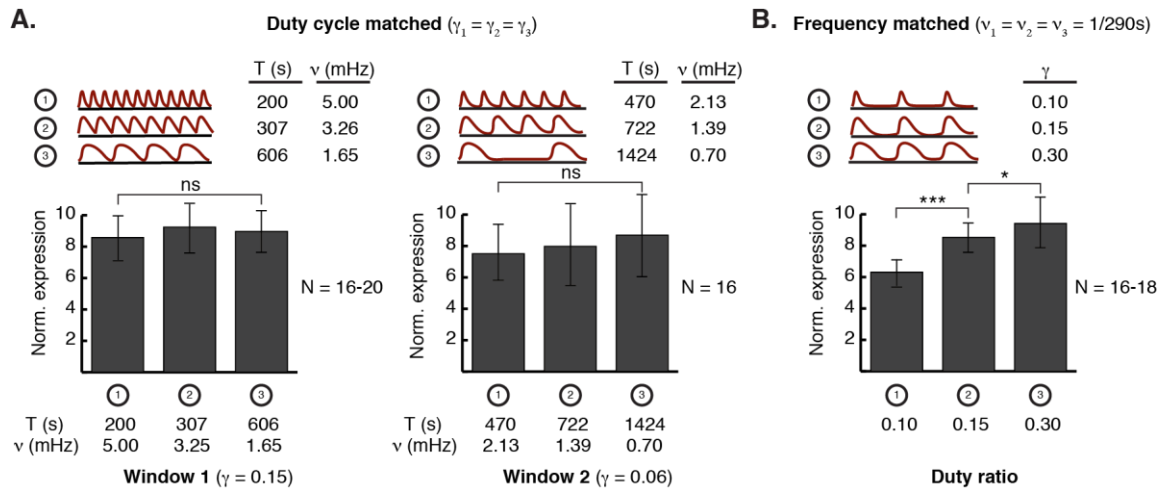 A.
Duty cycle matched (γ1 = γ2 = γ3)
T (s) ν (mHz)
1 200 5.00
2 307 3.26
3 606 1.65
ns
10
8
6
4
2
Norm. expression
N = 16-20
1 2 3
T (s) 200 307 606
ν (mHz) 5.00 3.25 1.65
Window 1 (γ = 0.15)
T (s) ν (mHz)
1 470 2.13
2 722 1.39
3 1424 0.70
ns
10
8
6
4
2
Norm. expression
N = 16
1 2 3
T (s) 470 722 1424
ν (mHz) 2.13 1.39 0.70
Window 2 (γ = 0.06)
B.
Frequency matched (ν1 = ν2 = ν3 = 1/290s)
γ
1 0.10
2 0.15
3 0.30
***
*
10
8
6
4
2
Norm. expression
N = 16-18
1 2 3
0.10 0.15 0.30
Duty ratio